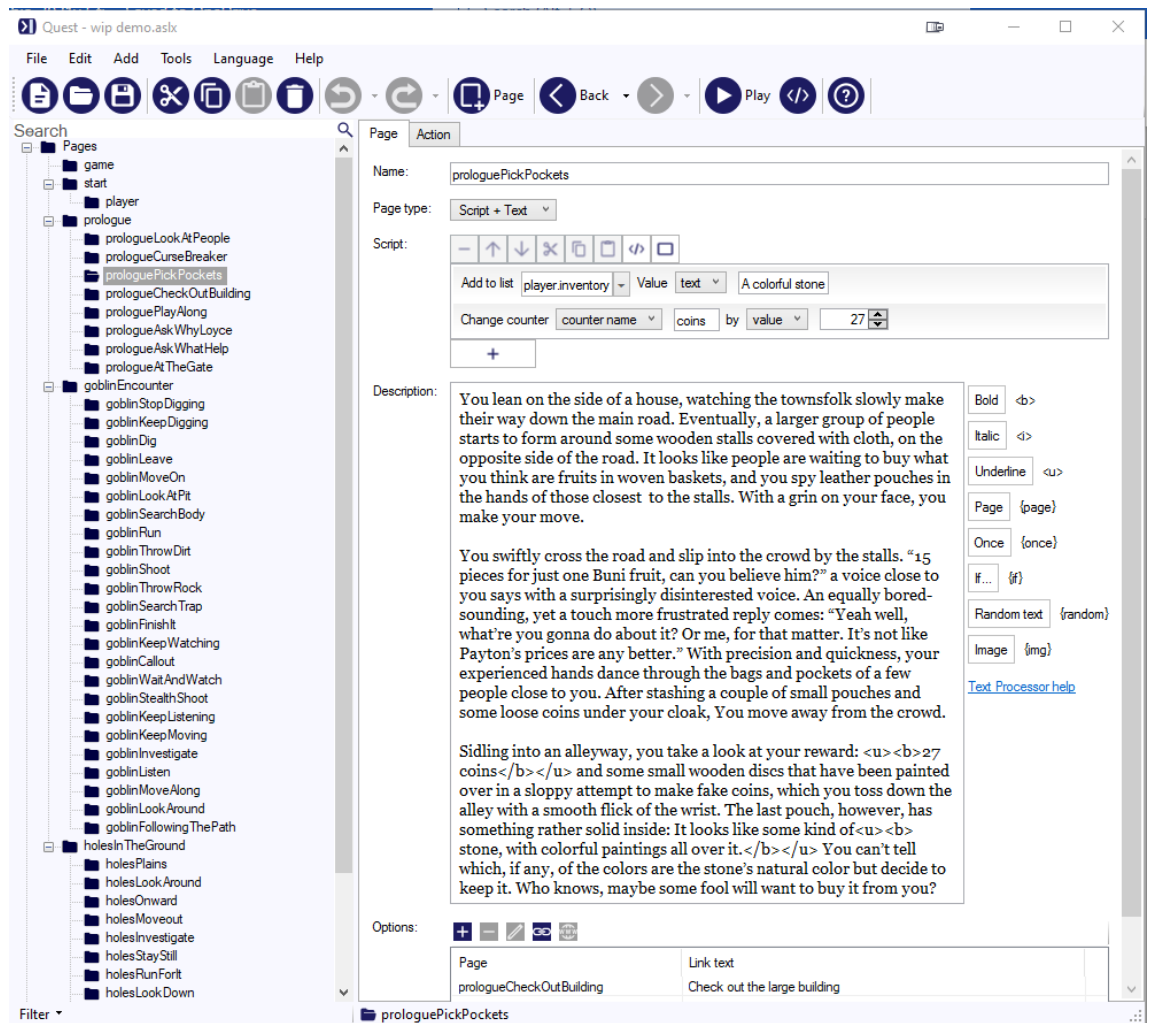 Quest - wip demo.aslx
File Edit Add Tools Language Help
Page Back Play
Search
Pages
game
start
player
prologue
prologueLookAtPeople
prologueCurseBreaker
prologuePickPockets
prologueCheckOutBuilding
prologuePlayAlong
prologueAskWhyLoyce
prologueAskWhatHelp
prologueAtTheGate
goblinEncounter
goblinStopDigging
goblinKeepDigging
goblinDig
goblinLeave
goblinMoveOn
goblinLookAtPit
goblinSearchBody
goblinRun
goblinThrowDirt
goblinShoot
goblinThrowRock
goblinSearchTrap
goblinFinishIt
goblinKeepWatching
goblinCallout
goblinWaitAndWatch
goblinStealthShoot
goblinKeepListening
goblinKeepMoving
goblinInvestigate
goblinListen
goblinMoveAlong
goblinLookAround
goblinFollowingThePath
holesInTheGround
holesPlains
holesLookAround
holesOnward
holesMoveout
holesInvestigate
holesStayStill
holesRunForIt
holesLookDown
Filter
Page Action
Name: prologuePickPockets
Page type: Script + Text
Script:
Add to list player.inventory Value text A colorful stone
Change counter counter name coins by value 27
+
Description:
You lean on the side of a house, watching the townsfolk slowly make
their way down the main road. Eventually, a larger group of people
starts to form around some wooden stalls covered with cloth, on the
opposite side of the road. It looks like people are waiting to buy what
you think are fruits in woven baskets, and you spy leather pouches in
the hands of those closest to the stalls. With a grin on your face, you
make your move.
You swiftly cross the road and slip into the crowd by the stalls. “15
pieces for just one Buni fruit, can you believe him?” a voice close to
you says with a surprisingly disinterested voice. An equally bored-
sounding, yet a touch more frustrated reply comes: “Yeah well,
what’re you gonna do about it? Or me, for that matter. It’s not like
Payton’s prices are any better.” With precision and quickness, your
experienced hands dance through the bags and pockets of a few
people close to you. After stashing a couple of small pouches and
some loose coins under your cloak, You move away from the crowd.
Sidling into an alleyway, you take a look at your reward: <u><b>27
coins</b></u> and some small wooden discs that have been painted
over in a sloppy attempt to make fake coins, which you toss down the
alley with a smooth flick of the wrist. The last pouch, however, has
something rather solid inside: It looks like some kind of<u><b>
stone, with colorful paintings all over it.</b></u> You can’t tell
which, if any, of the colors are the stone’s natural color but decide to
keep it. Who knows, maybe some fool will want to buy it from you?
Bold <b>
Italic <i>
Underline <u>
Page {page}
Once {once}
If... {if}
Random text {random}
Image {img}
Text Processor help
Options:
Page Link text
prologueCheckOutBuilding Check out the large building
prologuePickPockets